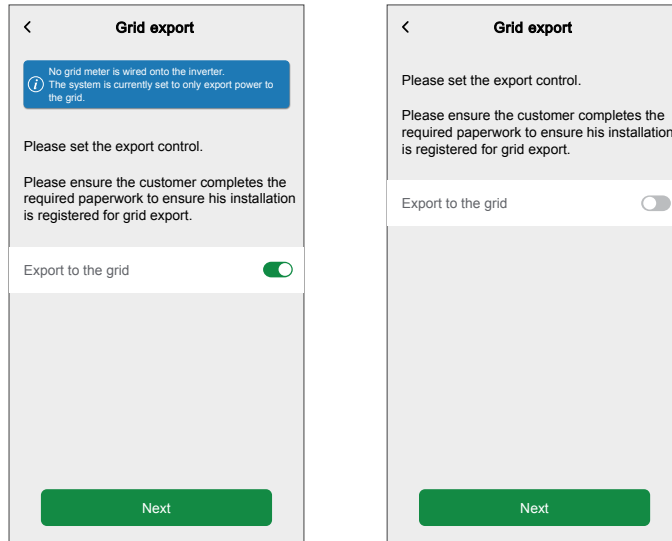 Grid export
No grid meter is wired onto the inverter.
The system is currently set to only export power to
the grid.
Please set the export control.
Please ensure the customer completes the
required paperwork to ensure his installation
is registered for grid export.
Export to the grid
Next
Grid export
Please set the export control.
Please ensure the customer completes the
required paperwork to ensure his installation
is registered for grid export.
Export to the grid
Next